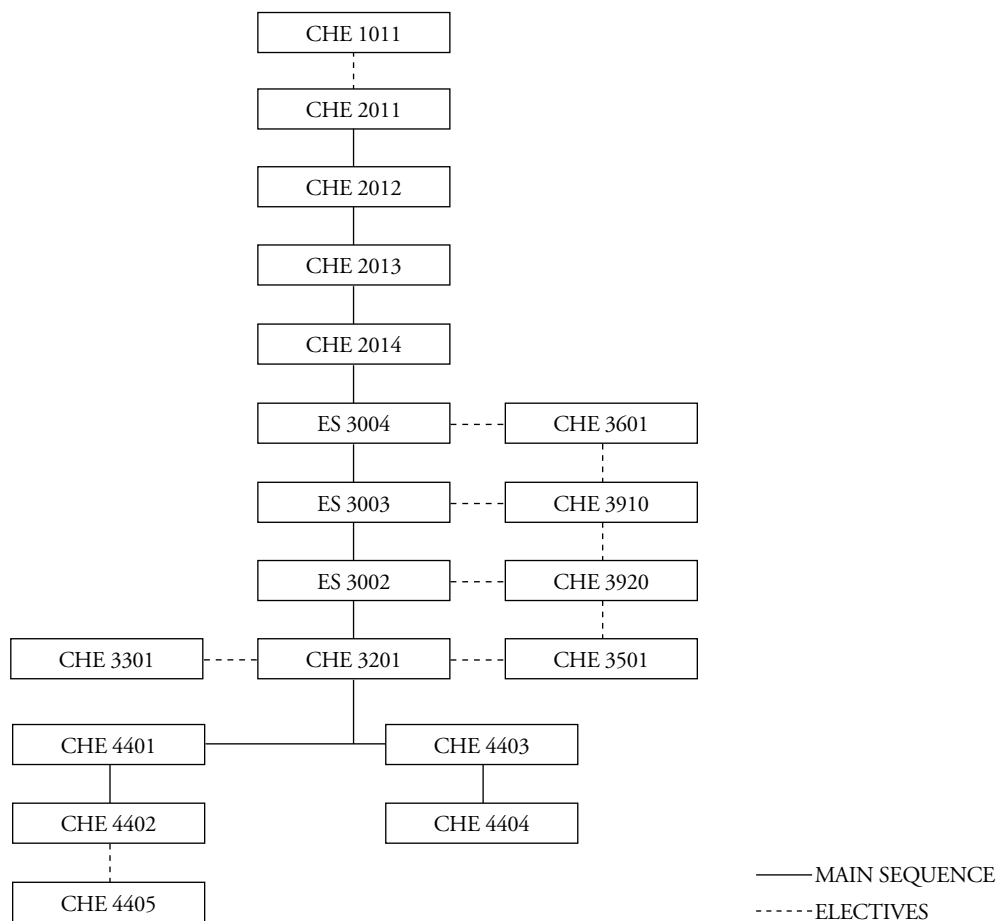 CHE 1011
CHE 2011
CHE 2012
CHE 2013
CHE 2014
ES 3004
CHE 3601
ES 3003
CHE 3910
ES 3002
CHE 3920
CHE 3301
CHE 3201
CHE 3501
CHE 4401
CHE 4403
CHE 4402
CHE 4404
CHE 4405
MAIN SEQUENCE
ELECTIVES